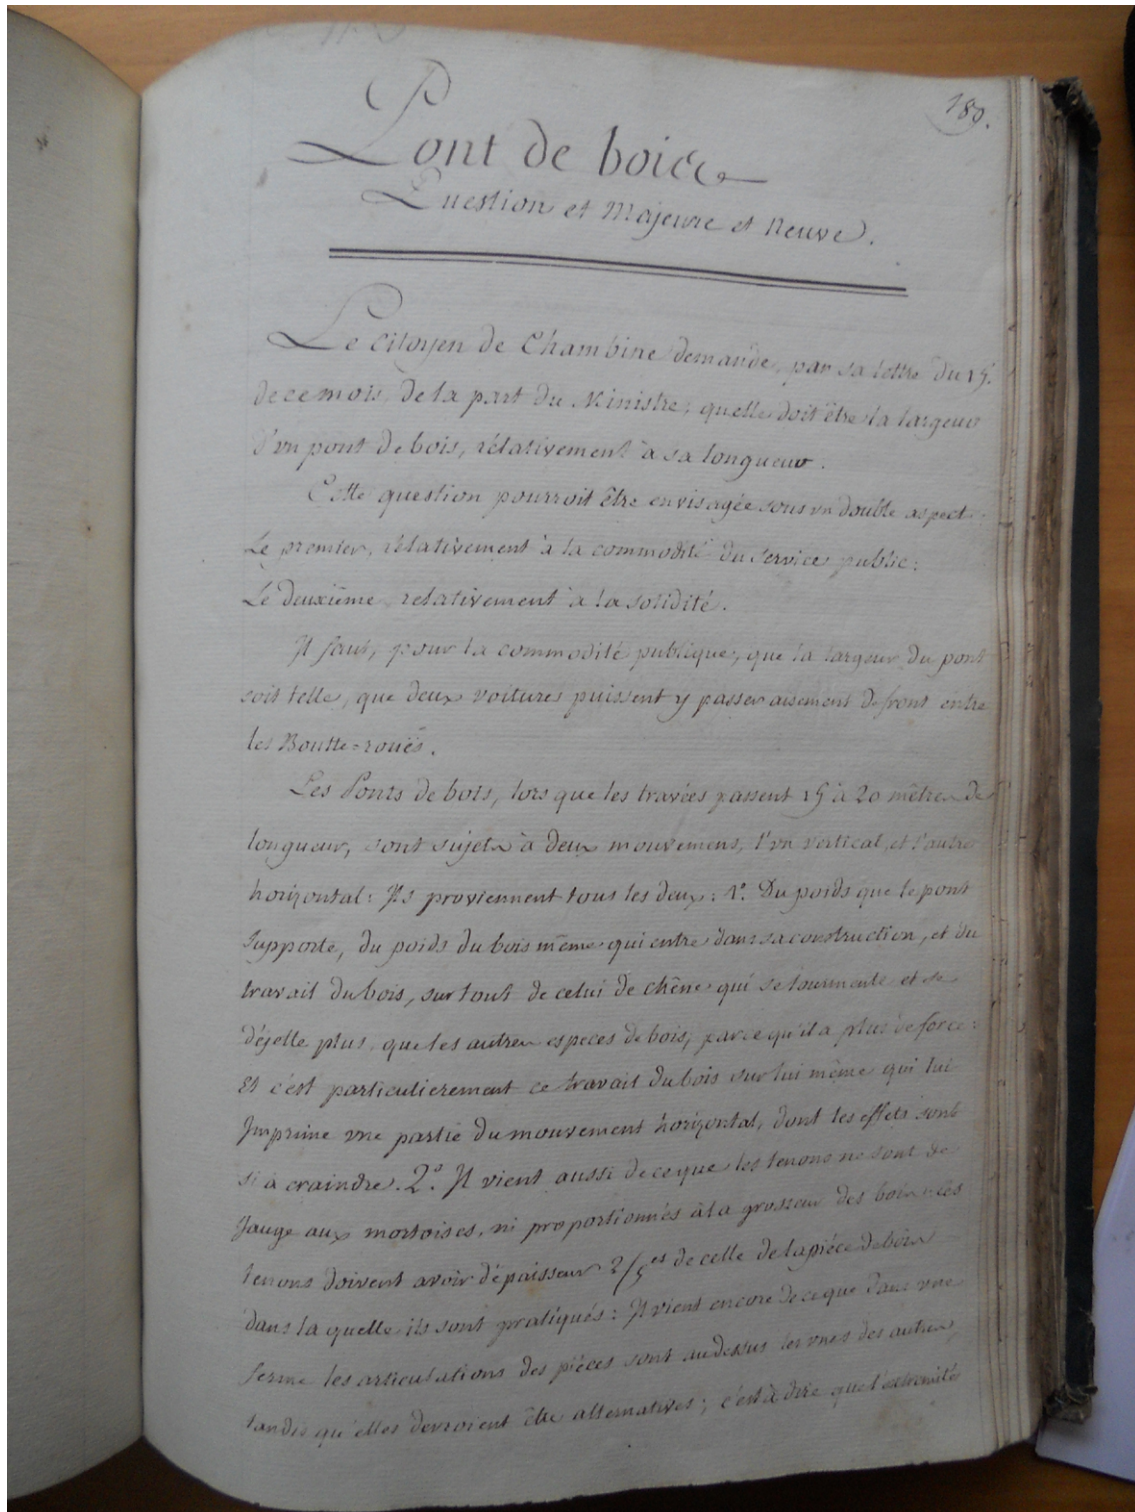 189.
Pont de bois
Question et Majeure et Neuve.
Le Citoyen de Chambine demande, par sa lettre du 15.
de ce mois, de la part du Ministre; quelle doit être la largeur
d'un pont de bois, rélativement à sa longueur.
Cette question pourroit être envisagée sous un double aspect.
Le premier, rélativement à la commodité du service public:
Le deuxième relativement à la solidité.
Il faut, pour la commodité publique, que la largeur du pont
soit telle, que deux voitures puissent y passer aisement de front entre
les Boutte=roués.
Les Ponts de bois, lors que les travées passent 15 à 20 mêtres de
longueur, sont sujets à deux mouvemens, l'un vertical, et l'autre
horizontal: Ils proviennent tous les deux: 1.° Du poids que le pont
supporte, du poids du bois même qui entre dans sa construction, et du
travail du bois, surtout de celui de chêne qui se tourmente et se
déjette plus, que les autres especes de bois, parce qu'il a plus de force:
Et c'est particulierement ce travail du bois sur lui même qui lui
Imprime une partie du mouvement horizontal, dont les effets sont
si à craindre. 2.° Il vient aussi de ce que les tenons ne sont de
Jauge aux mortoises, ni proportionnés à la grosseur des bois: ces
tenons doivent avoir d'épaisseur 2/5es de celle de la piéce de bois
dans la quelle ils sont pratiqués: Il vient encore de ce que dans une
ferme les articulations des pièces sont au dessus les unes des autres,
tandis qu'elles devroient être alternatives; c'est à dire que l'extremité